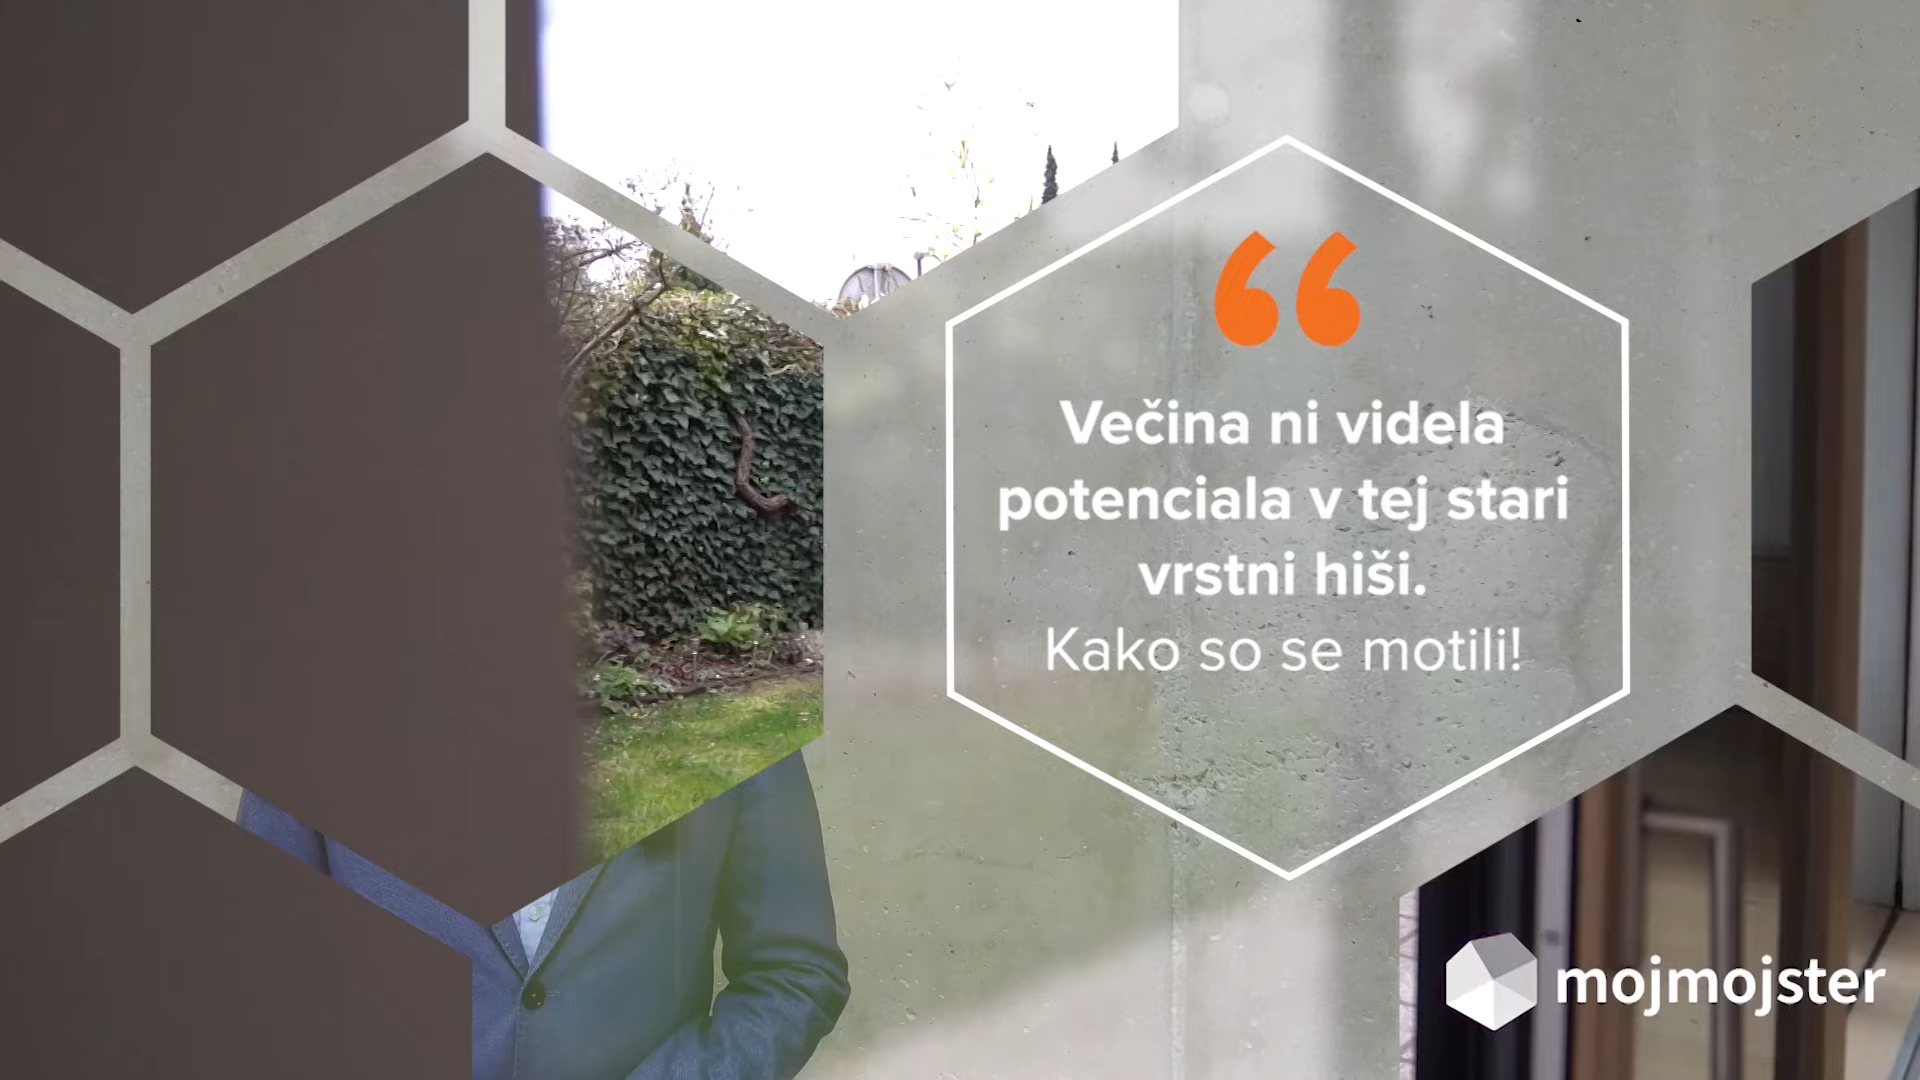 Večina ni videla
potenciala v tej stari
vrstni hiši.
Kako so se motili!
mojmojster